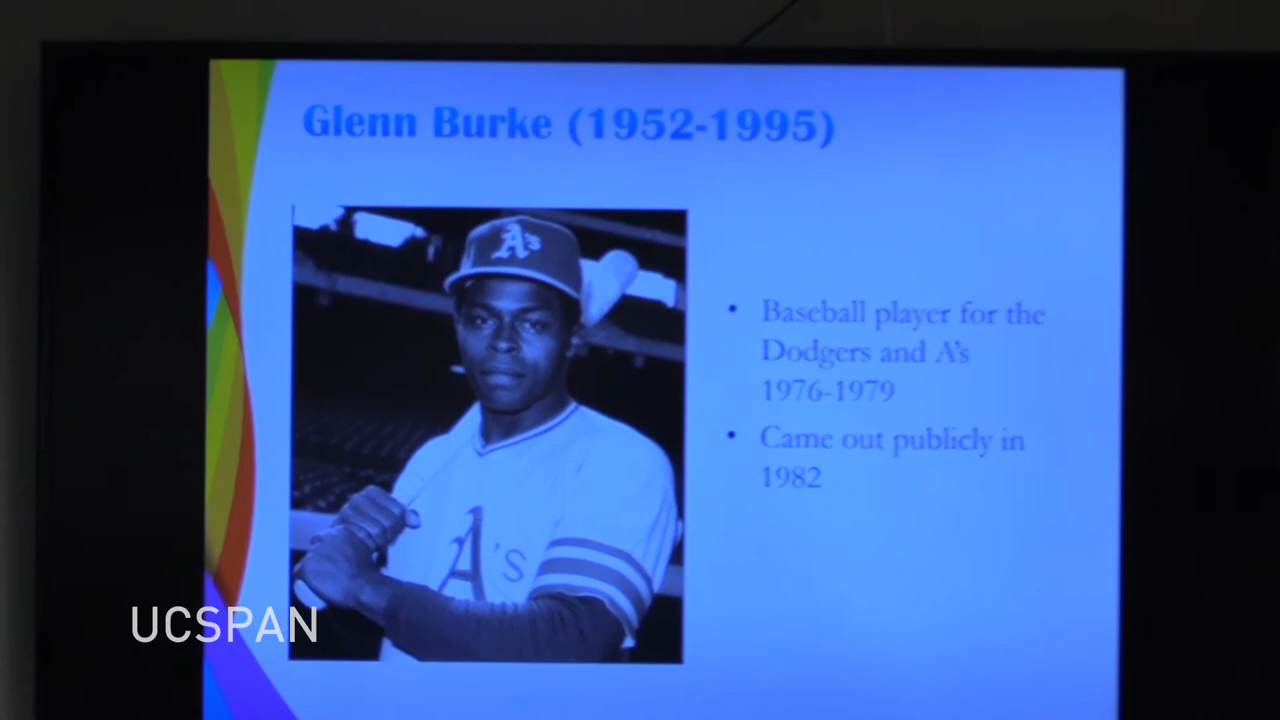 Glenn Burke (1952-1995)
A's
• Baseball player for the
Dodgers and A's
1976-1979
• Came out publicly in
1982
A's
UCSPAN